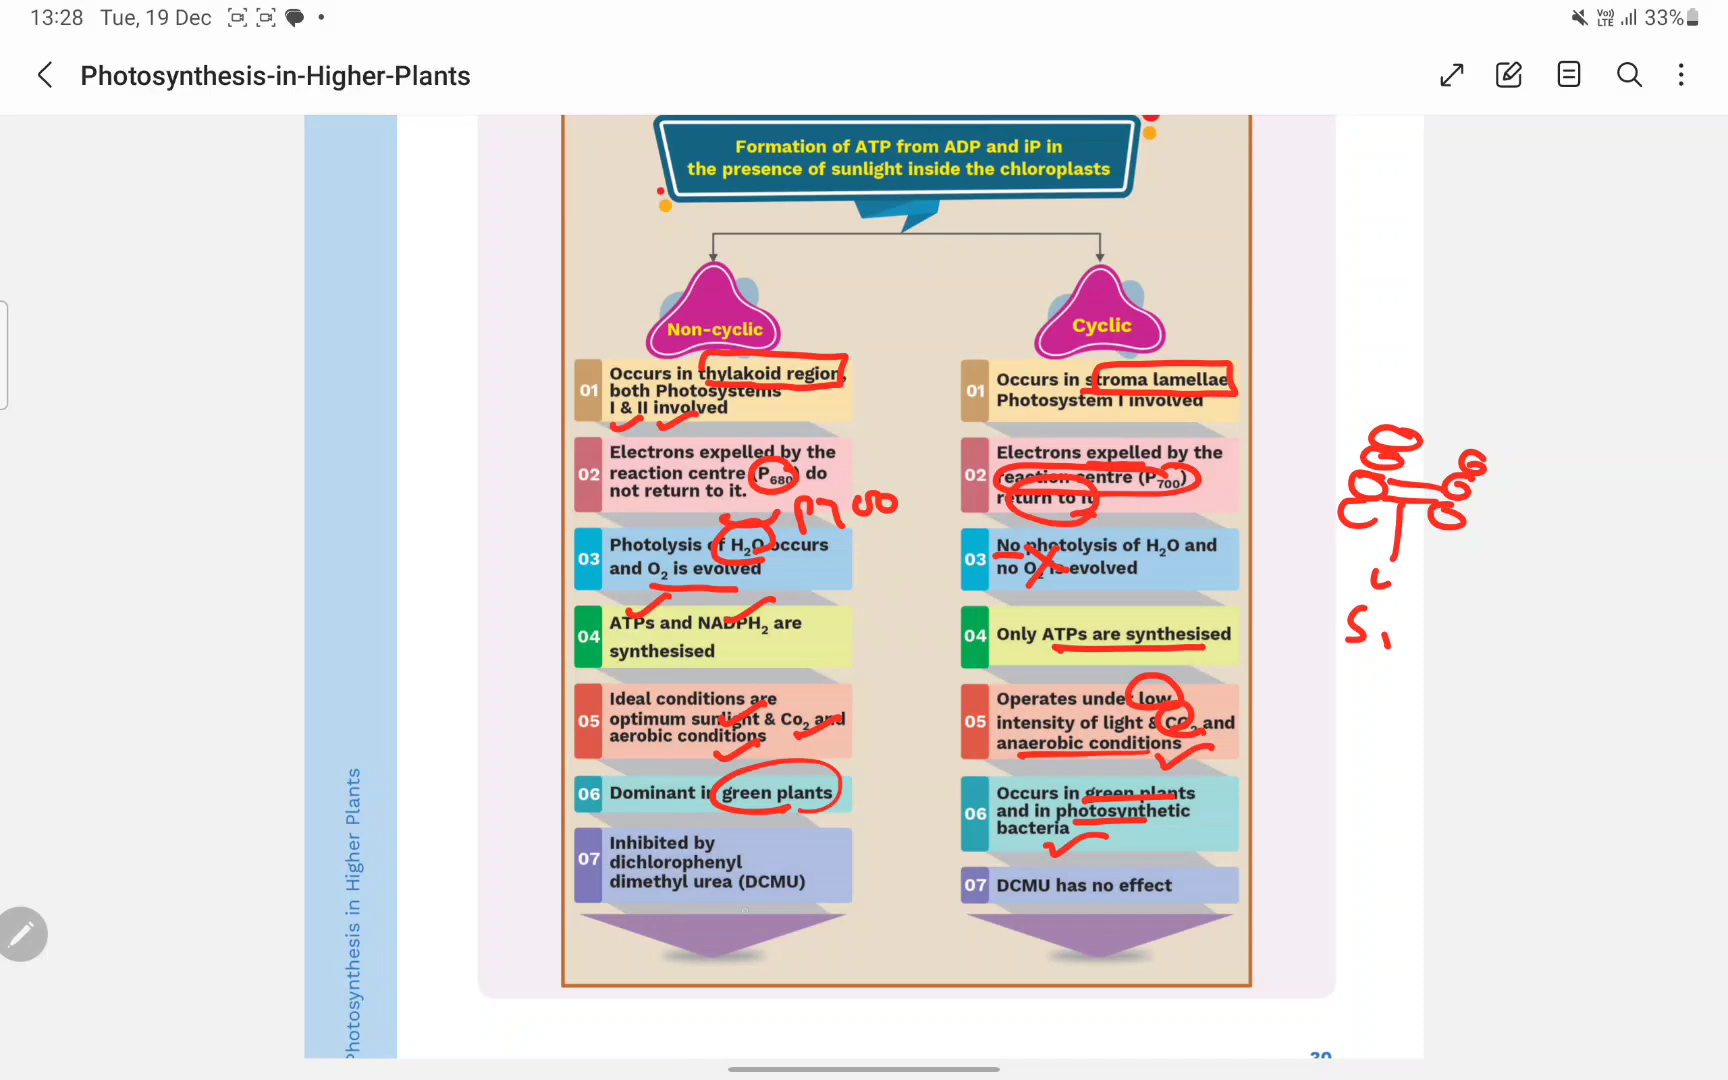 13:28 Tue, 19 Dec
Vo)) LTE 33%
Photosynthesis-in-Higher-Plants
Formation of ATP from ADP and iP in
the presence of sunlight inside the chloroplasts
Non-cyclic
Cyclic
01
Occurs in thylakoid region,
both Photosystems
I & II involved
02
Electrons expelled by the
reaction centre (P680) do
not return to it.
P700
03
Photolysis of H2O occurs
and O2 is evolved
04
ATPs and NADPH2 are
synthesised
05
Ideal conditions are
optimum sunlight & Co2 and
aerobic conditions
06
Dominant in green plants
07
Inhibited by
dichlorophenyl
dimethyl urea (DCMU)
01
Occurs in stroma lamellae
Photosystem I involved
02
Electrons expelled by the
reaction centre (P700)
return to it
03
No photolysis of H2O and
no O2 is evolved
04
Only ATPs are synthesised
05
Operates under low
intensity of light & CO2 and
anaerobic conditions
06
Occurs in green plants
and in photosynthetic
bacteria
07
DCMU has no effect
Photosynthesis in Higher Plants